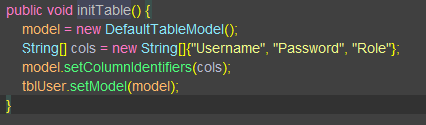 public void initTable() {
model = new DefaultTableModel();
String[] cols = new String[]{"Username", "Password", "Role"};
model.setColumnIdentifiers(cols);
tblUser.setModel(model);
}